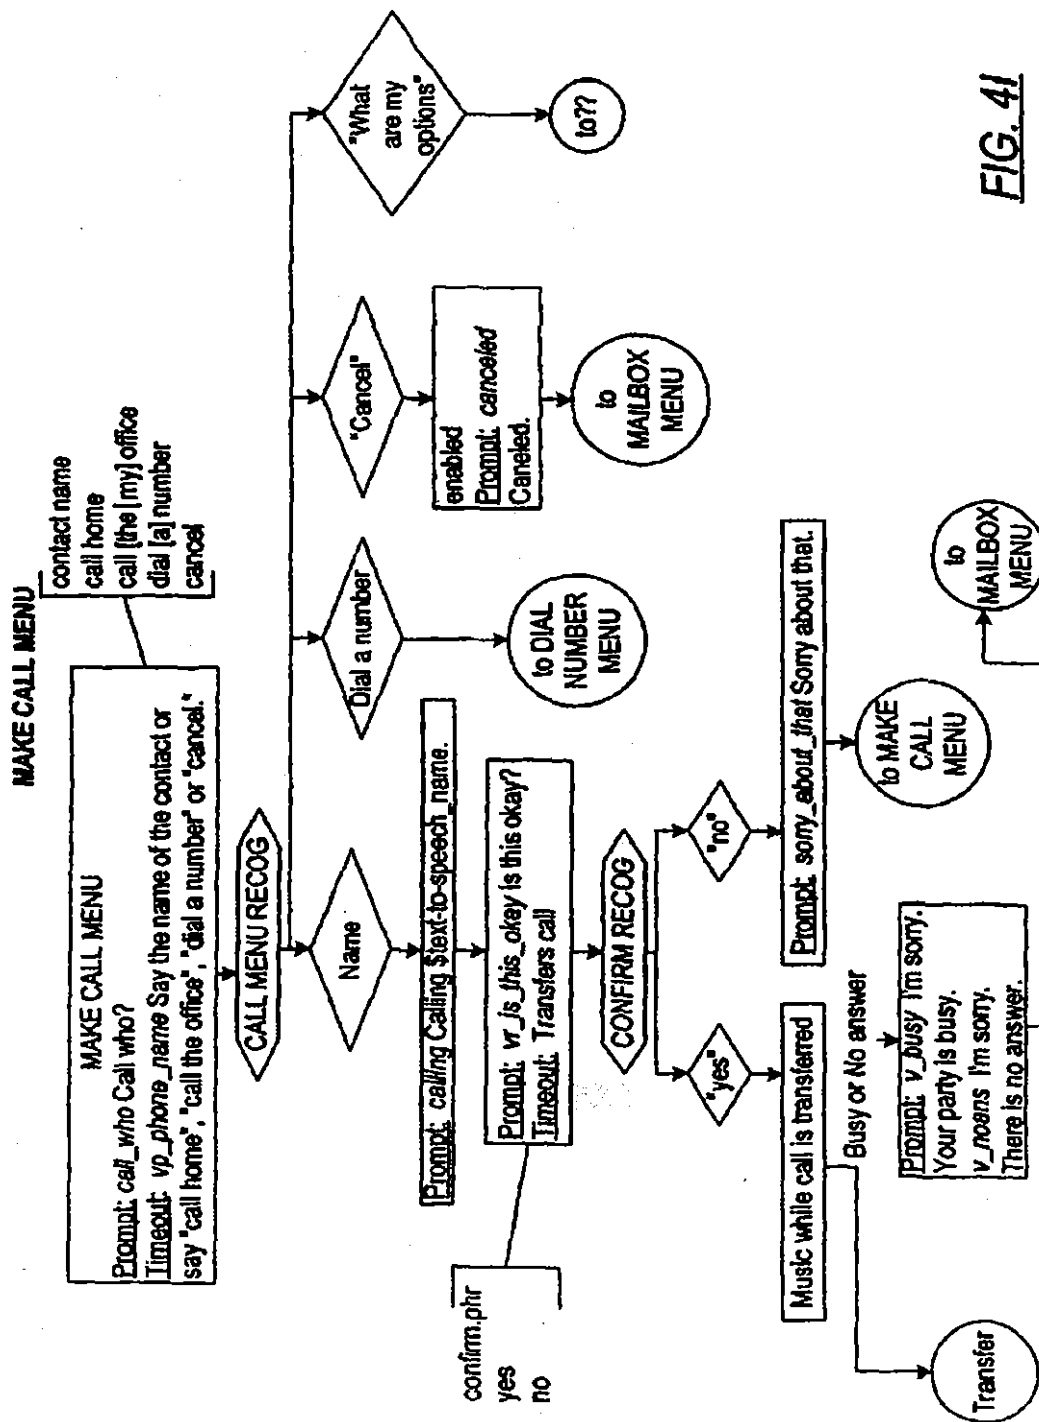 MAKE CALL MENU
MAKE CALL MENU
Prompt: call_who Call who?
Timeout: vp_phone_name Say the name of the contact or
say "call home", "call the office", "dial a number" or "cancel."
contact name
call home
call [the [my] office
dial [a] number
cancel
CALL MENU RECOG
Name
Dial a number
"Cancel"
"What
are my
options"
Prompt: calling Calling $text-to-speech_name.
to DIAL
NUMBER
MENU
enabled
Prompt: canceled
Caneled.
to??
to
MAILBOX
MENU
Prompt: vr_is_this_okay is this okay?
Timeout: Transfers call
confirm.phr
yes
no
CONFIRM RECOG
"yes"
"no"
Music while call is transferred
Prompt: sorry_about_that Sorry about that.
Busy or No answer
to MAKE
CALL
MENU
Prompt: v_busy I'm sorry.
Your party is busy.
v_noans I'm sorry.
There is no answer.
Transfer
to
MAILBOX
MENU
FIG. 4I